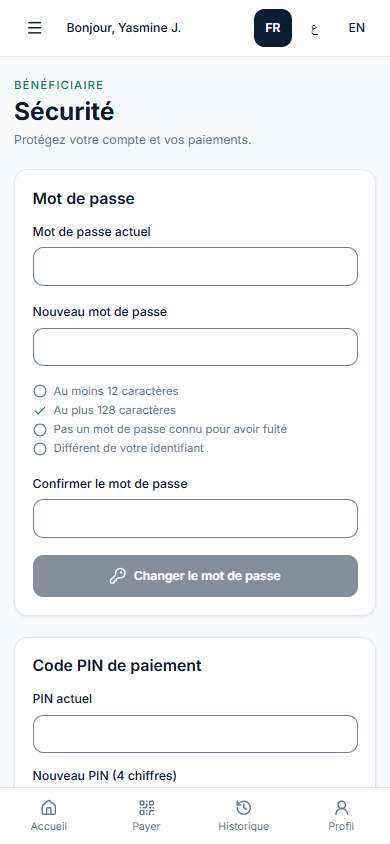 Bonjour, Yasmine J.
FR
ع
EN
BÉNÉFICIAIRE
Sécurité
Protégez votre compte et vos paiements.
Mot de passe
Mot de passe actuel
Nouveau mot de passe
Au moins 12 caractères
Au plus 128 caractères
Pas un mot de passe connu pour avoir fuité
Différent de votre identifiant
Confirmer le mot de passe
Changer le mot de passe
Code PIN de paiement
PIN actuel
Nouveau PIN (4 chiffres)
Accueil
Payer
Historique
Profil